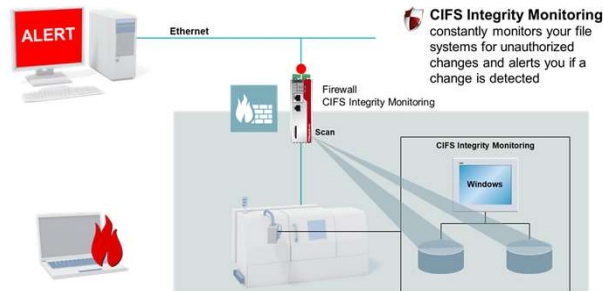 ALERT
Ethernet
CIFS Integrity Monitoring
constantly monitors your file
systems for unauthorized
changes and alerts you if a
change is detected
Firewall
CIFS Integrity Monitoring
Scan
CIFS Integrity Monitoring
Windows